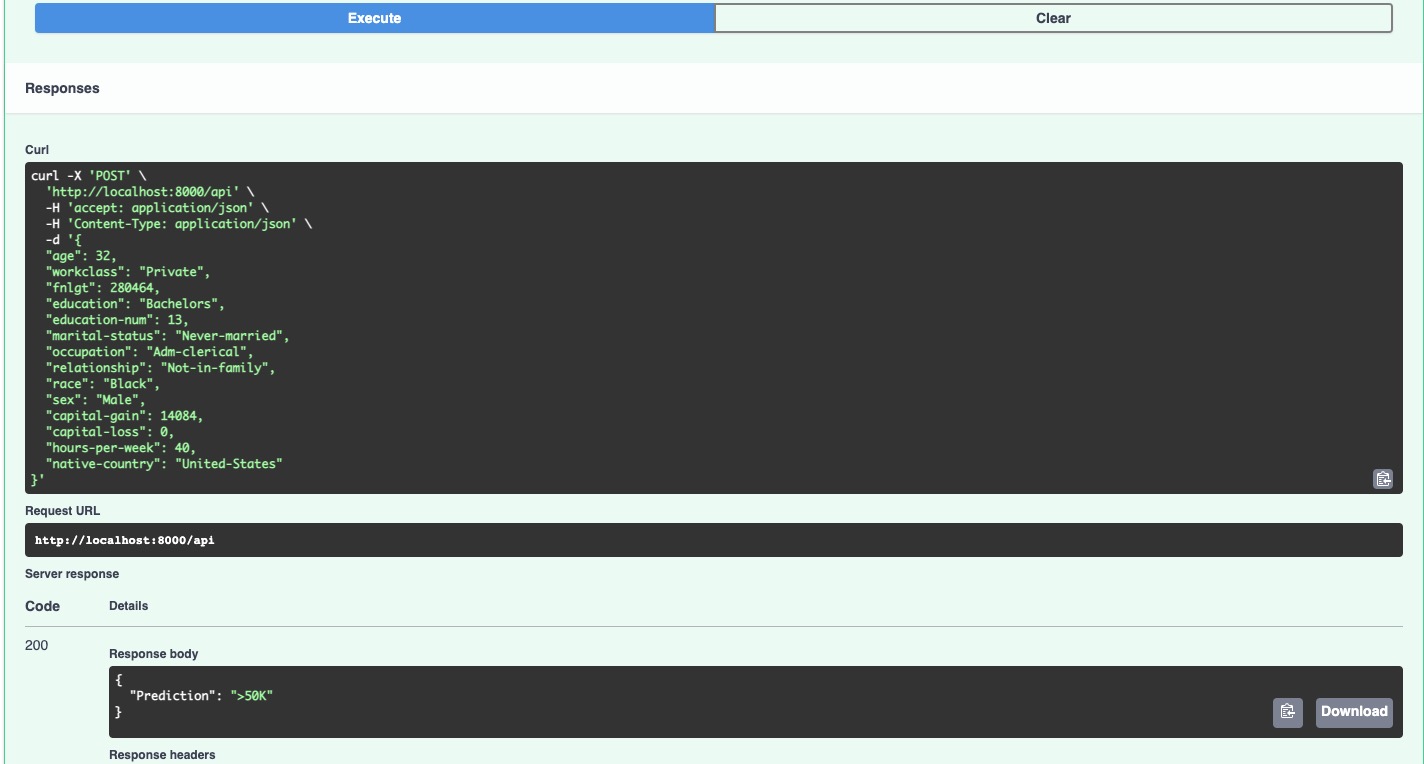 Execute
Clear
Responses
Curl
curl -X 'POST' \
  'http://localhost:8000/api' \
  -H 'accept: application/json' \
  -H 'Content-Type: application/json' \
  -d '{
  "age": 32,
  "workclass": "Private",
  "fnlgt": 280464,
  "education": "Bachelors",
  "education-num": 13,
  "marital-status": "Never-married",
  "occupation": "Adm-clerical",
  "relationship": "Not-in-family",
  "race": "Black",
  "sex": "Male",
  "capital-gain": 14084,
  "capital-loss": 0,
  "hours-per-week": 40,
  "native-country": "United-States"
}'
Request URL
http://localhost:8000/api
Server response
Code
Details
200
Response body
{
  "Prediction": ">50K"
}
Download
Response headers